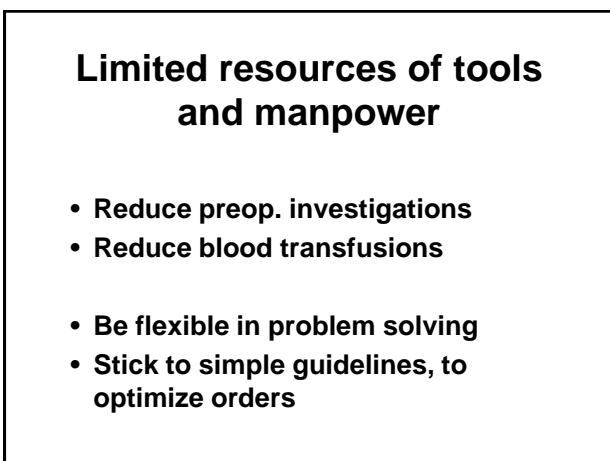 Limited resources of tools
and manpower
• Reduce preop. investigations
• Reduce blood transfusions
• Be flexible in problem solving
• Stick to simple guidelines, to
optimize orders